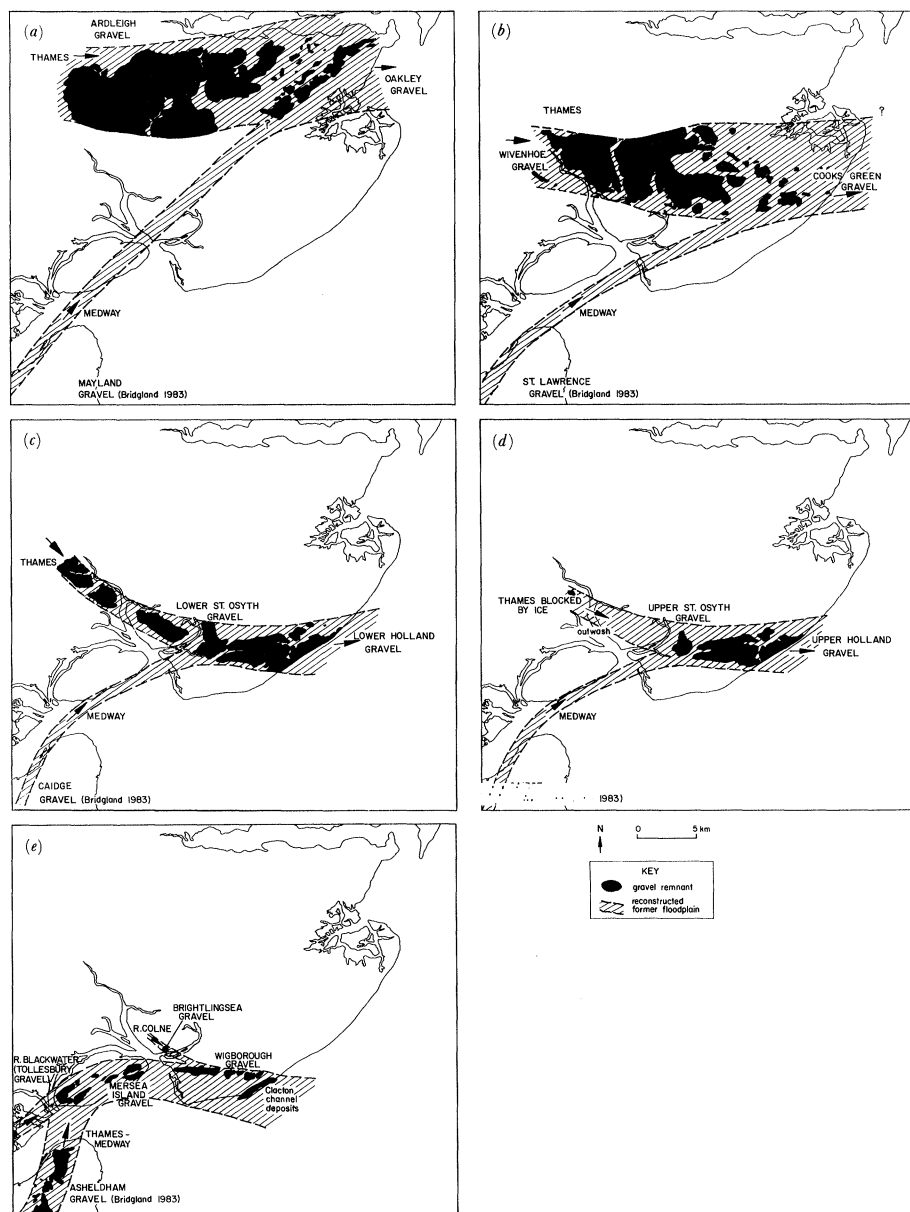 (a)
ARDLEIGH
GRAVEL
THAMES
OAKLEY
GRAVEL
MEDWAY
MAYLAND
GRAVEL (Bridgland 1983)
(b)
THAMES
?
WIVENHOE
GRAVEL
COOKS GREEN
GRAVEL
MEDWAY
ST. LAWRENCE
GRAVEL (Bridgland 1983)
(c)
THAMES
LOWER ST. OSYTH
GRAVEL
LOWER HOLLAND
GRAVEL
MEDWAY
CAIDGE
GRAVEL (Bridgland 1983)
(d)
THAMES BLOCKED
BY ICE
UPPER ST. OSYTH
GRAVEL
outwash
UPPER HOLLAND
GRAVEL
MEDWAY
1983)
(e)
BRIGHTLINGSEA
GRAVEL
R. COLNE
R. BLACKWATER
(TOLLESBURY
GRAVEL)
WIGBOROUGH
GRAVEL
MERSEA
ISLAND
GRAVEL
Clacton
channel
deposits
THAMES -
MEDWAY
ASHELDHAM
GRAVEL (Bridgland 1983)
N
0 5 km
KEY
gravel remnant
reconstructed
former floodplain